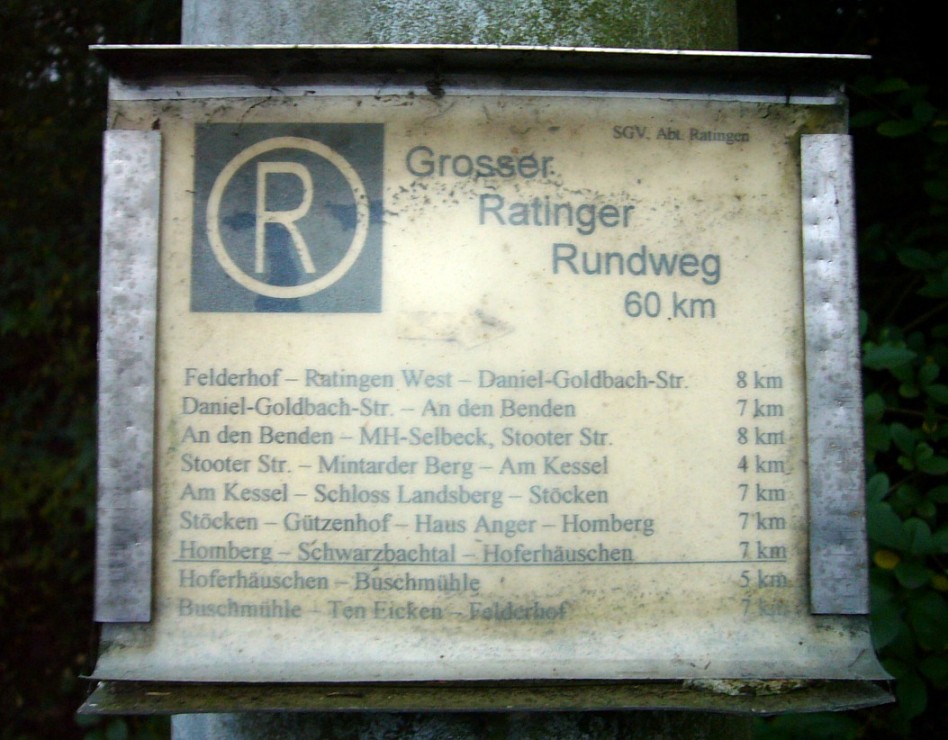 SGV. Abt. Ratingen
R
Grosser
Ratinger
Rundweg
60 km
Felderhof – Ratingen West – Daniel-Goldbach-Str. 8 km
Daniel-Goldbach-Str. – An den Benden 7 km
An den Benden – MH-Selbeck, Stooter Str. 8 km
Stooter Str. – Mintarder Berg – Am Kessel 4 km
Am Kessel – Schloss Landsberg – Stöcken 7 km
Stöcken – Gützenhof – Haus Anger – Homberg 7 km
Homberg – Schwarzbachtal – Hoferhäuschen 7 km
Hoferhäuschen – Buschmühle 5 km
Buschmühle – Ten Eicken – Felderhof 7 km